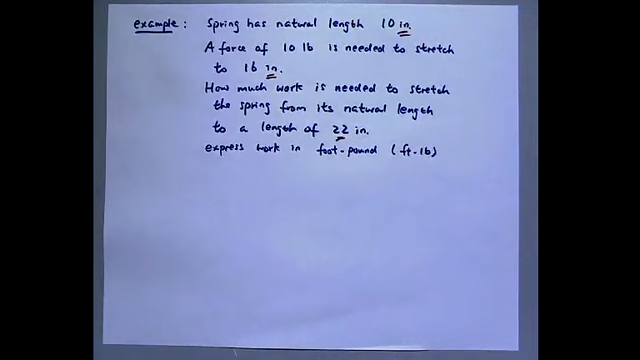 example: Spring has natural length 10 in.
A force of 10 lb is needed to stretch
to 16 in.
How much work is needed to stretch
the spring from its natural length
to a length of 22 in.
express work in foot-pound (ft-lb)